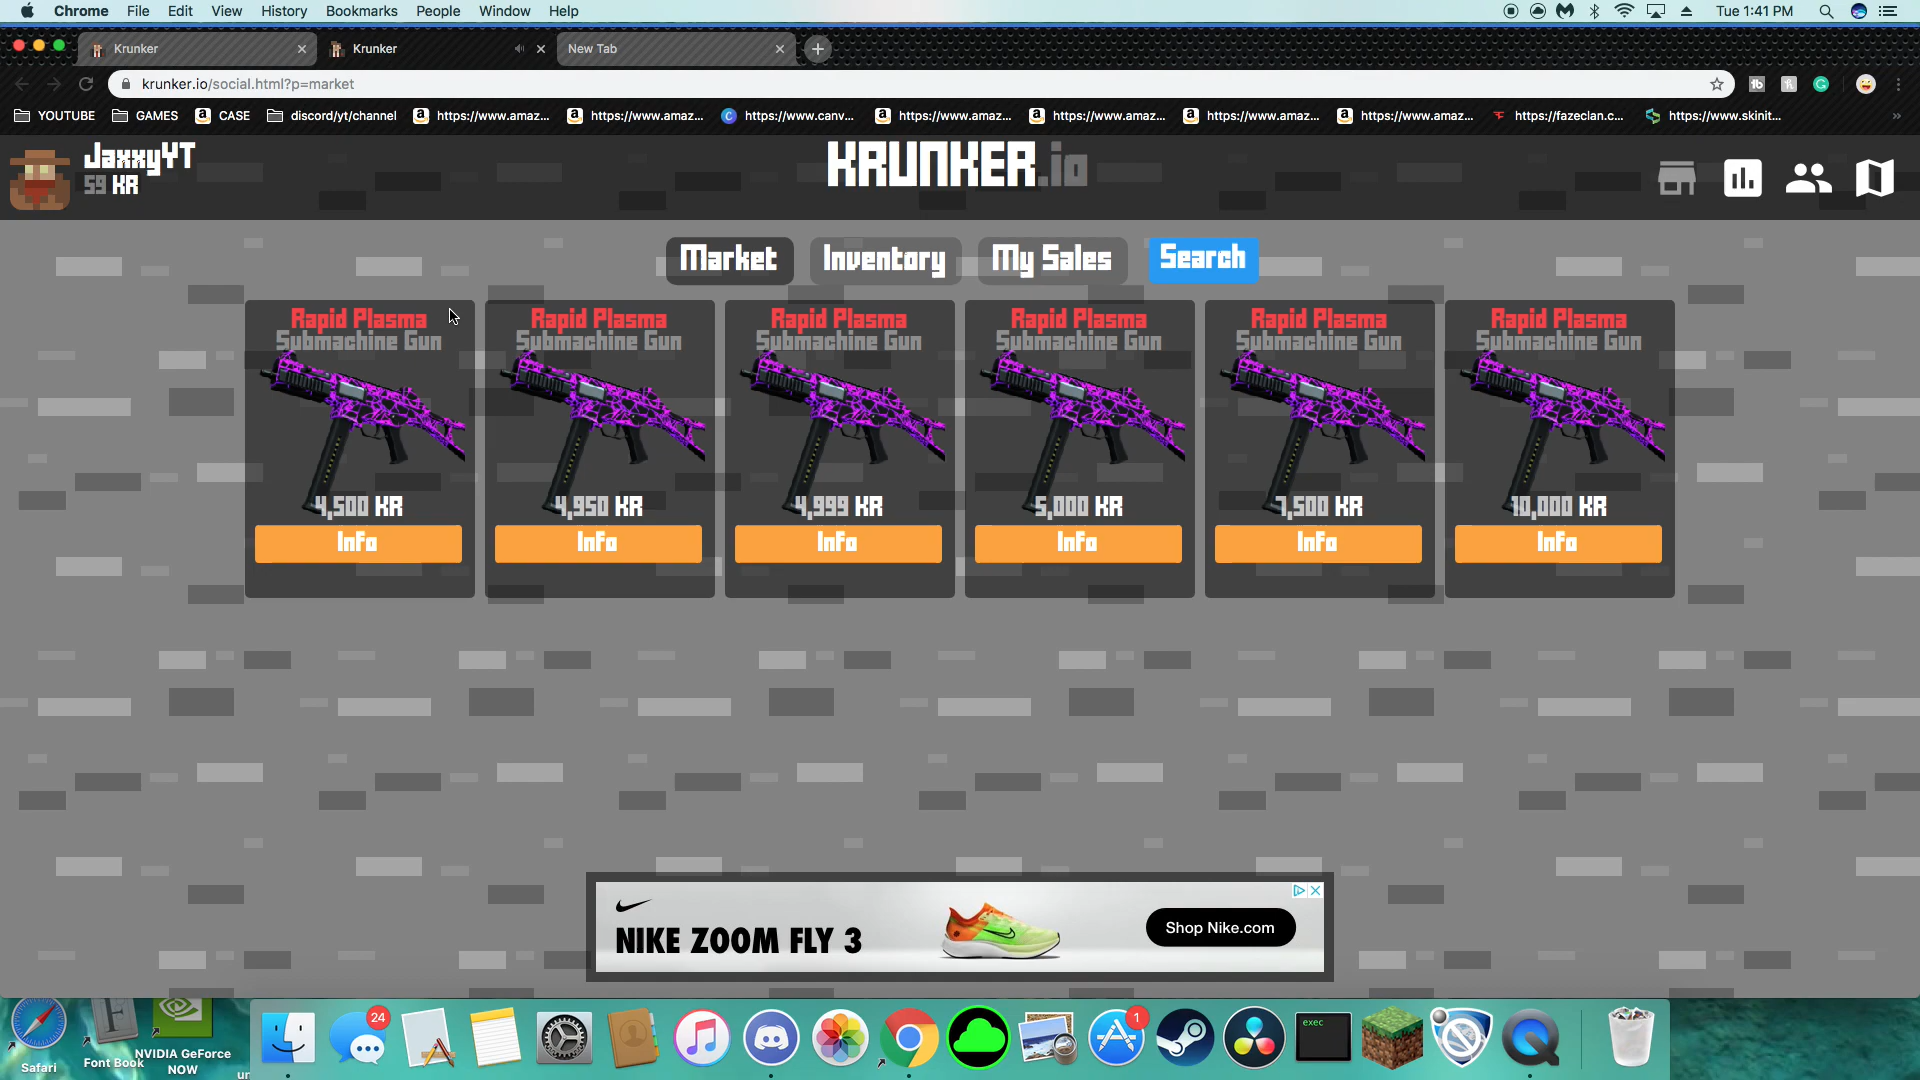 Chrome File Edit View History Bookmarks People Window Help Tue 1:41 PM
Krunker Krunker New Tab
krunker.io/social.html?p=market
YOUTUBE GAMES CASE discord/yt/channel https://www.amaz... https://www.amaz... https://www.canv... https://www.amaz... https://www.amaz... https://www.amaz... https://www.amaz... https://fazeclan.c... https://www.skinit...
JaxxyYT
59 KR
KRUNKER.io
Market Inventory My Sales Search
Rapid Plasma Rapid Plasma Rapid Plasma Rapid Plasma Rapid Plasma Rapid Plasma
Submachine Gun Submachine Gun Submachine Gun Submachine Gun Submachine Gun Submachine Gun
4,500 KR 4,950 KR 4,999 KR 5,000 KR 7,500 KR 10,000 KR
Info Info Info Info Info Info
NIKE ZOOM FLY 3
Shop Nike.com
24
1
exec
Safari
Font Book
NVIDIA GeForce
NOW